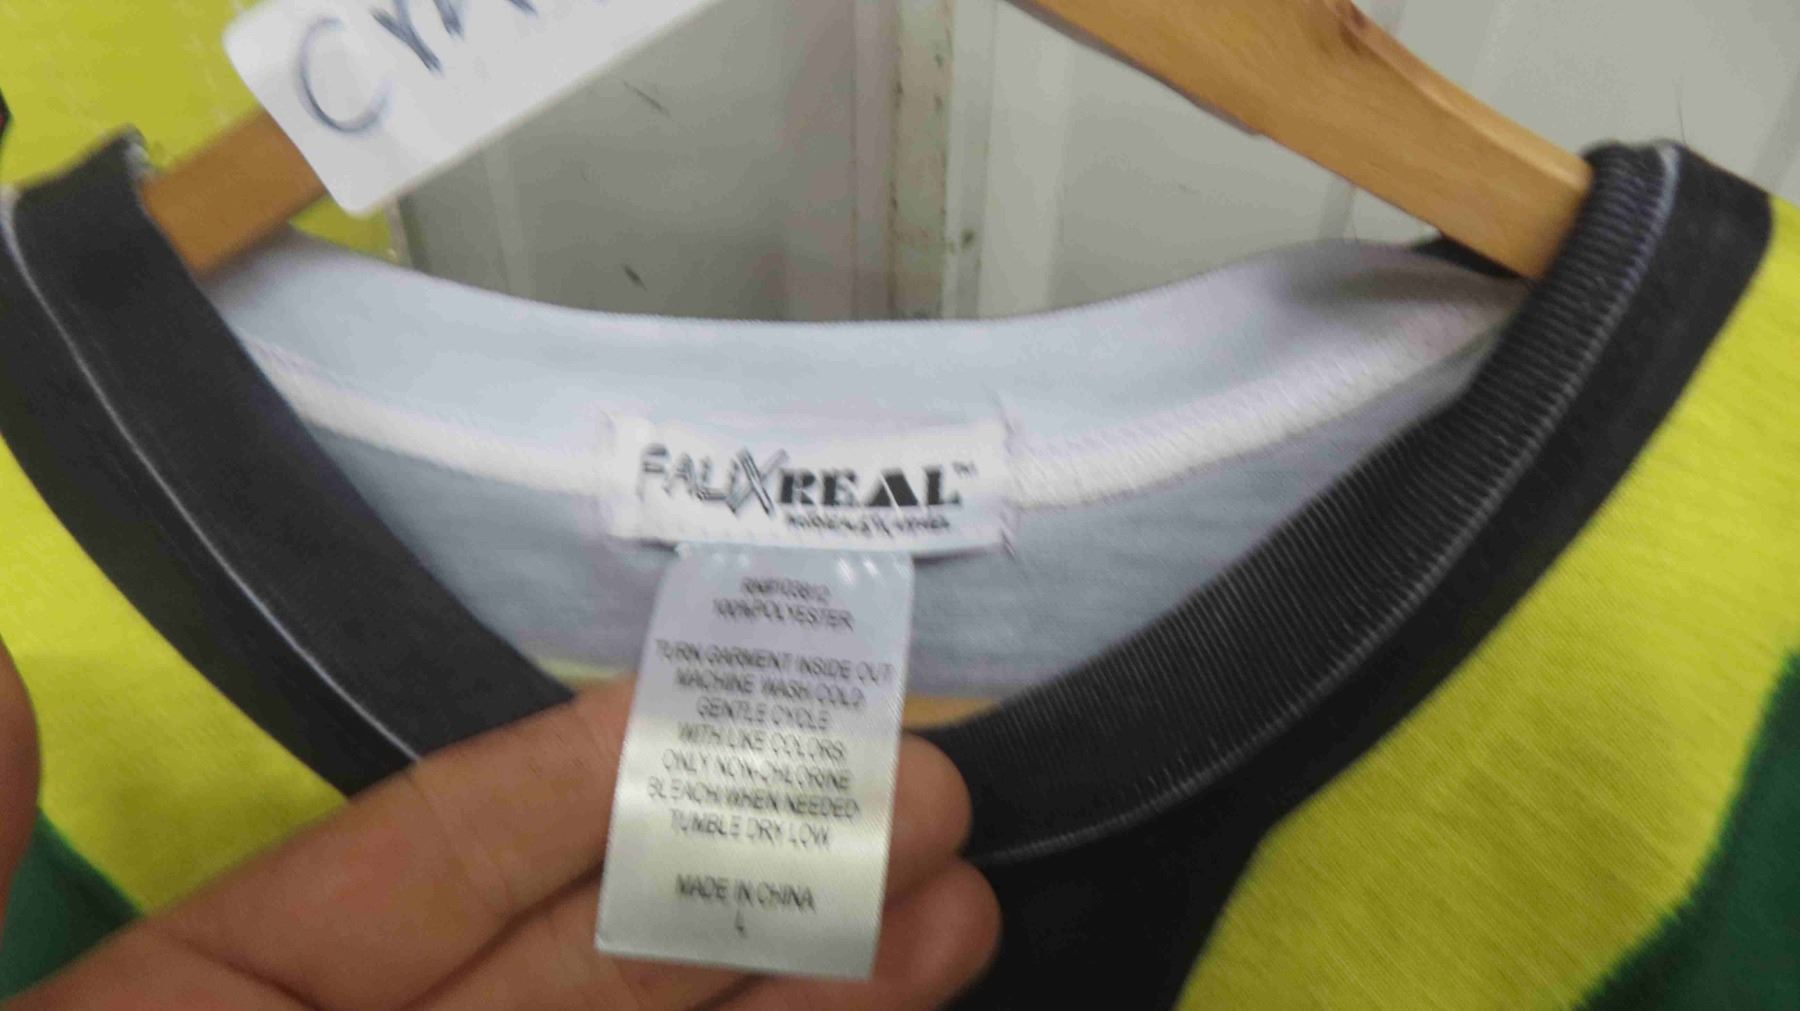 FALIXREAL™
100%POLYESTER
TURN GARMENT INSIDE OUT
MACHINE WASH COLD
GENTLE CYCLE
WITH LIKE COLORS
ONLY NON-CHLORINE
BLEACH WHEN NEEDED
TUMBLE DRY LOW
MADE IN CHINA
L